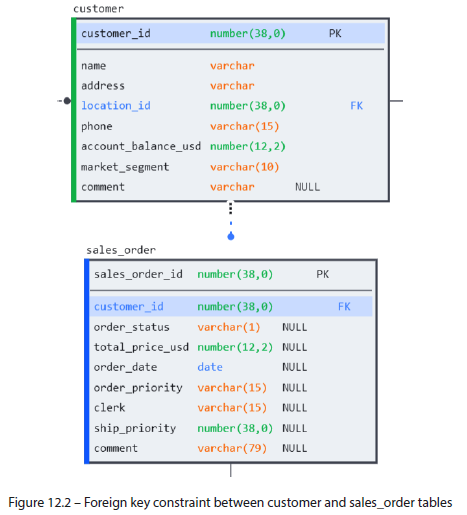 customer
customer_id number(38,0) PK
name varchar
address varchar
location_id number(38,0) FK
phone varchar(15)
account_balance_usd number(12,2)
market_segment varchar(10)
comment varchar NULL
sales_order
sales_order_id number(38,0) PK
customer_id number(38,0) FK
order_status varchar(1) NULL
total_price_usd number(12,2) NULL
order_date date NULL
order_priority varchar(15) NULL
clerk varchar(15) NULL
ship_priority number(38,0) NULL
comment varchar(79) NULL
Figure 12.2 – Foreign key constraint between customer and sales_order tables